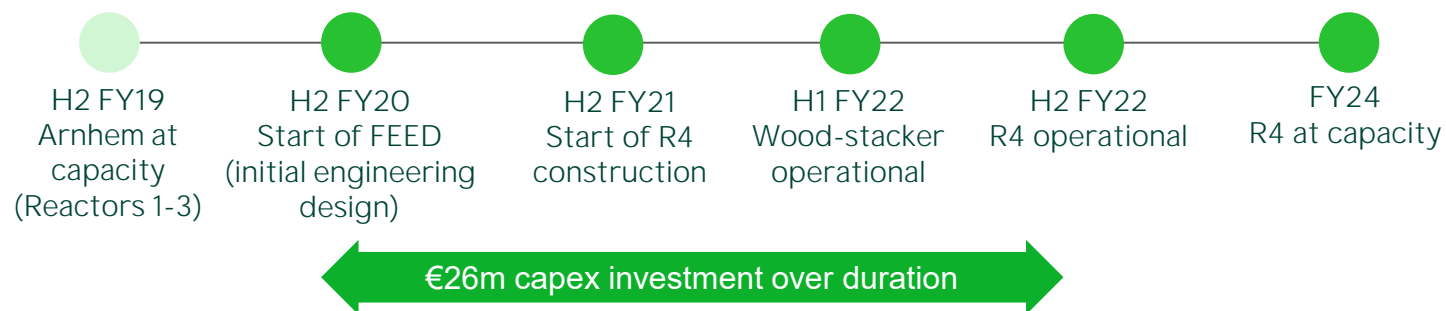 H2 FY19
Arnhem at
capacity
(Reactors 1-3)
H2 FY20
Start of FEED
(initial engineering
design)
H2 FY21
Start of R4
construction
H1 FY22
Wood-stacker
operational
H2 FY22
R4 operational
FY24
R4 at capacity
€26m capex investment over duration